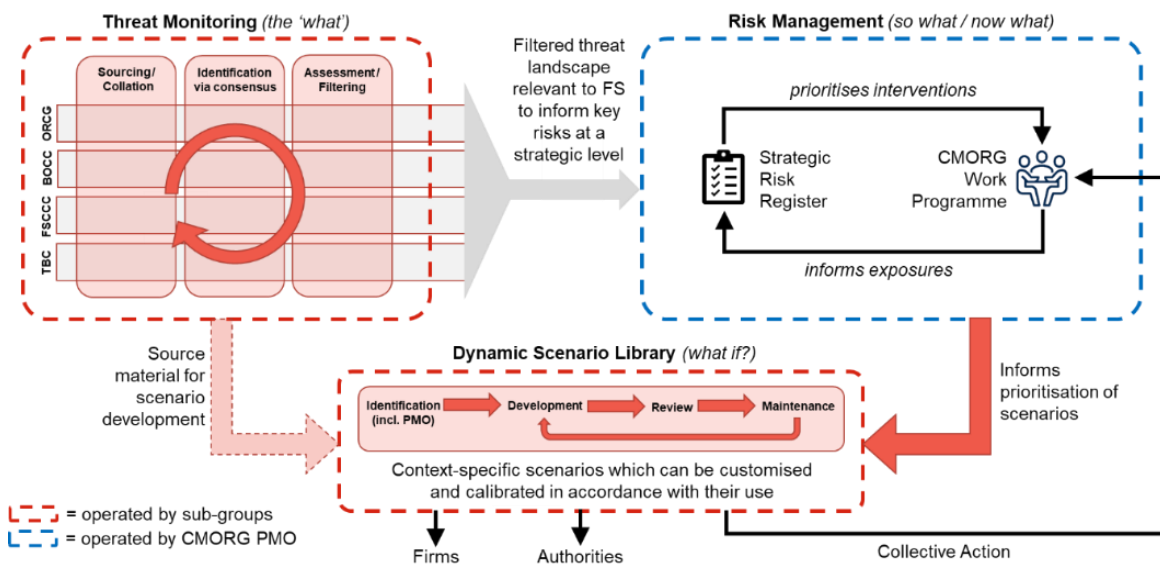 Threat Monitoring (the ‘what’)
Sourcing/
Collation
Identification
via consensus
Assessment/
Filtering
ORCG
BOCC
FSCCC
TBC
Filtered threat
landscape
relevant to FS
to inform key
risks at a
strategic level
Risk Management (so what / now what)
prioritises interventions
Strategic
Risk
Register
CMORG
Work
Programme
informs exposures
Source
material for
scenario
development
Dynamic Scenario Library (what if?)
Identification
(incl. PMO)
Development
Review
Maintenance
Context-specific scenarios which can be customised
and calibrated in accordance with their use
Informs
prioritisation of
scenarios
= operated by sub-groups
= operated by CMORG PMO
Firms
Authorities
Collective Action